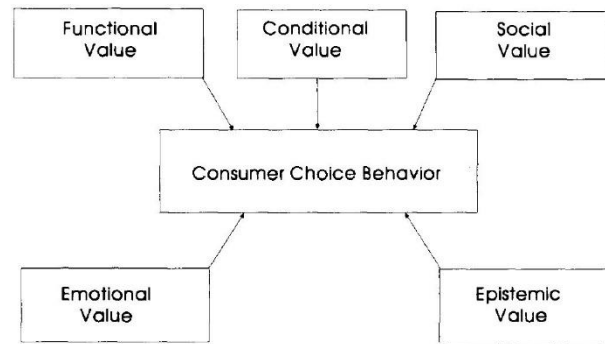 Functional
Value
Conditional
Value
Social
Value
Consumer Choice Behavior
Emotional
Value
Epistemic
Value